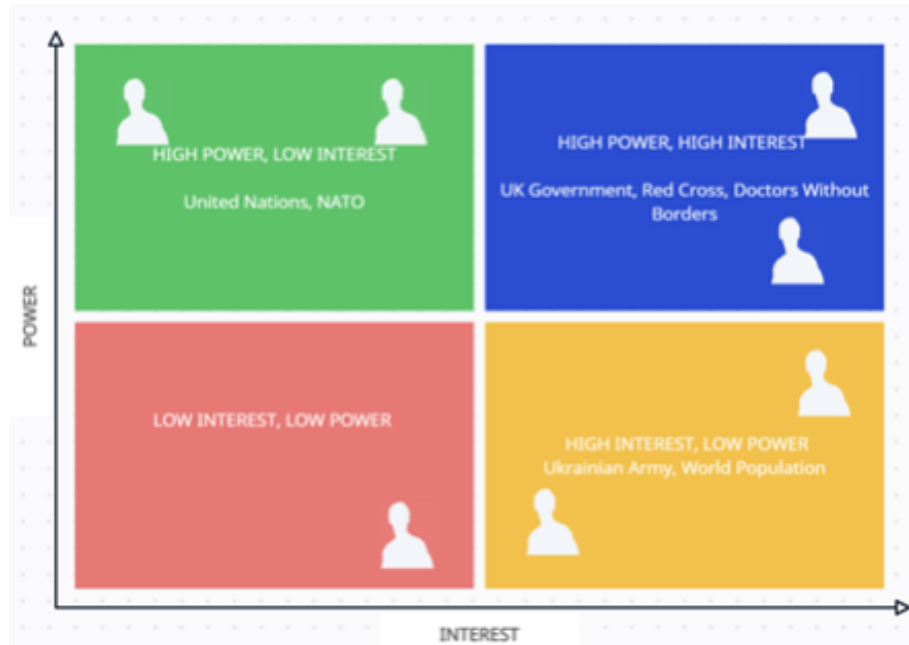 HIGH POWER, LOW INTEREST
United Nations, NATO
HIGH POWER, HIGH INTEREST
UK Government, Red Cross, Doctors Without
Borders
POWER
LOW INTEREST, LOW POWER
HIGH INTEREST, LOW POWER
Ukrainian Army, World Population
INTEREST